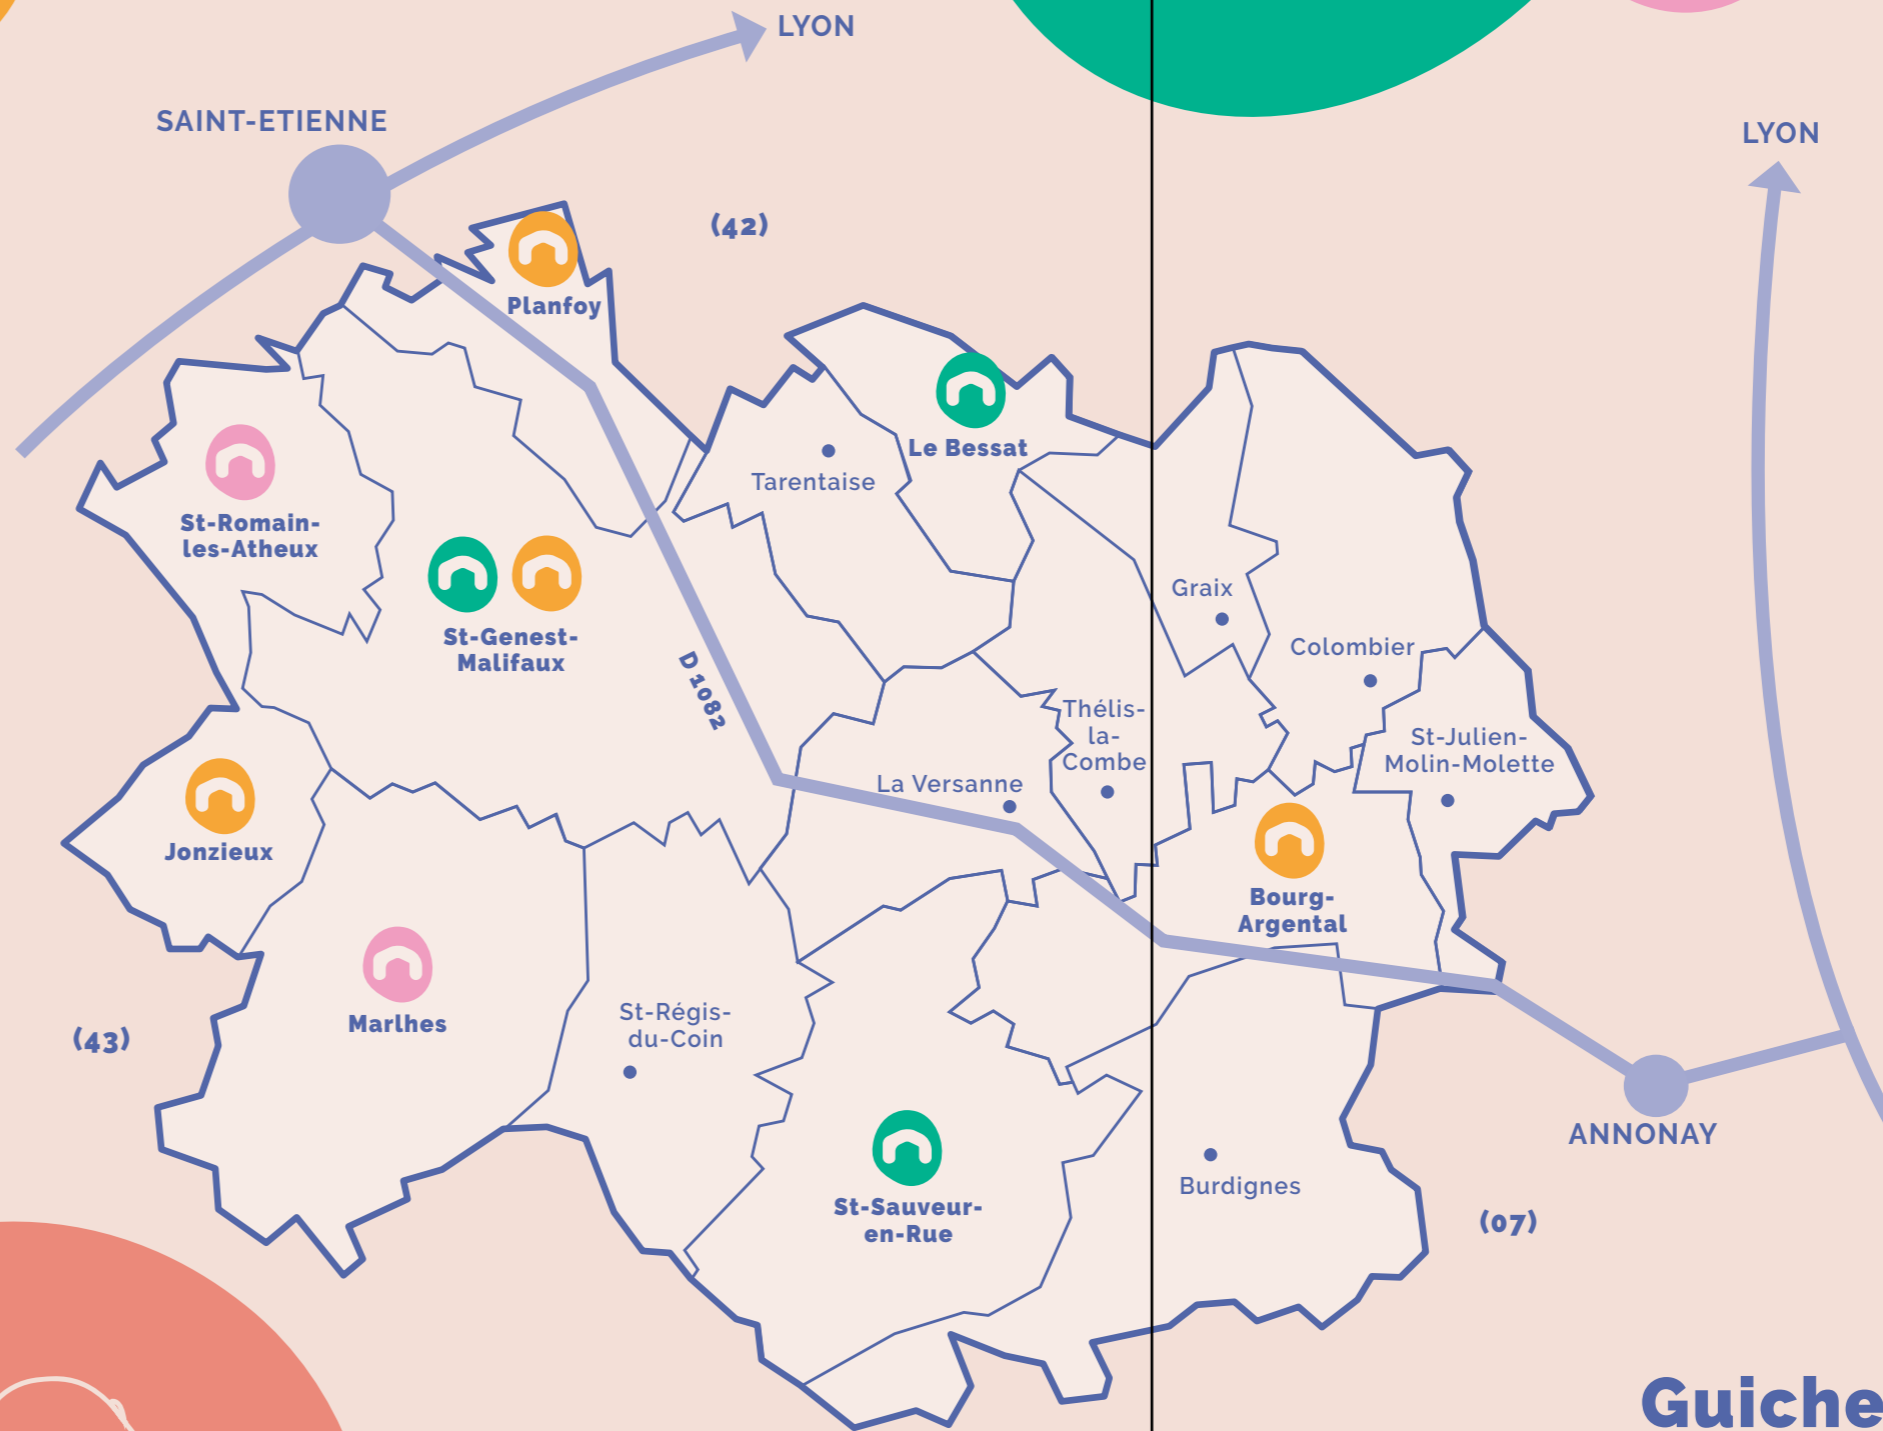 LYON
SAINT-ETIENNE
LYON
(42)
Planfoy
Le Bessat
Tarentaise
St-Romain-
les-Atheux
Graix
St-Genest-
Malifaux
Colombier
D 1082
Thélis-
la-
Combe
St-Julien-
Molin-Molette
La Versanne
Jonzieux
Bourg-
Argental
Marlhes
St-Régis-
du-Coin
(43)
ANNONAY
Burdignes
St-Sauveur-
en-Rue
(07)
Guiche